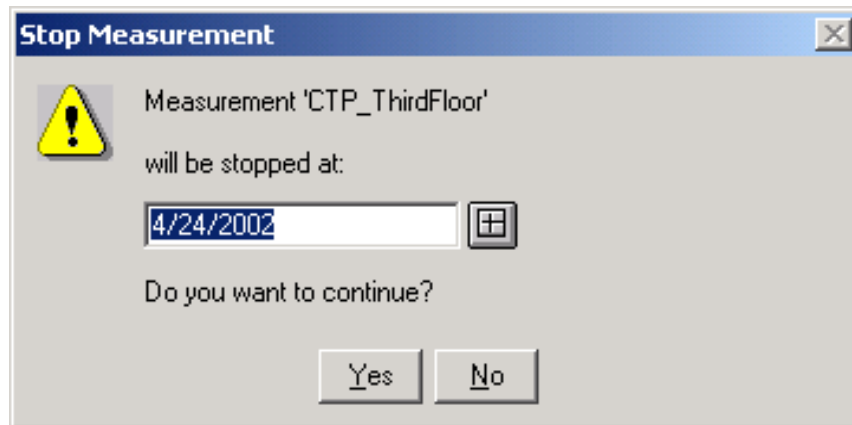 Stop Measurement
Measurement 'CTP_ThirdFloor'
will be stopped at:
4/24/2002
Do you want to continue?
Yes No